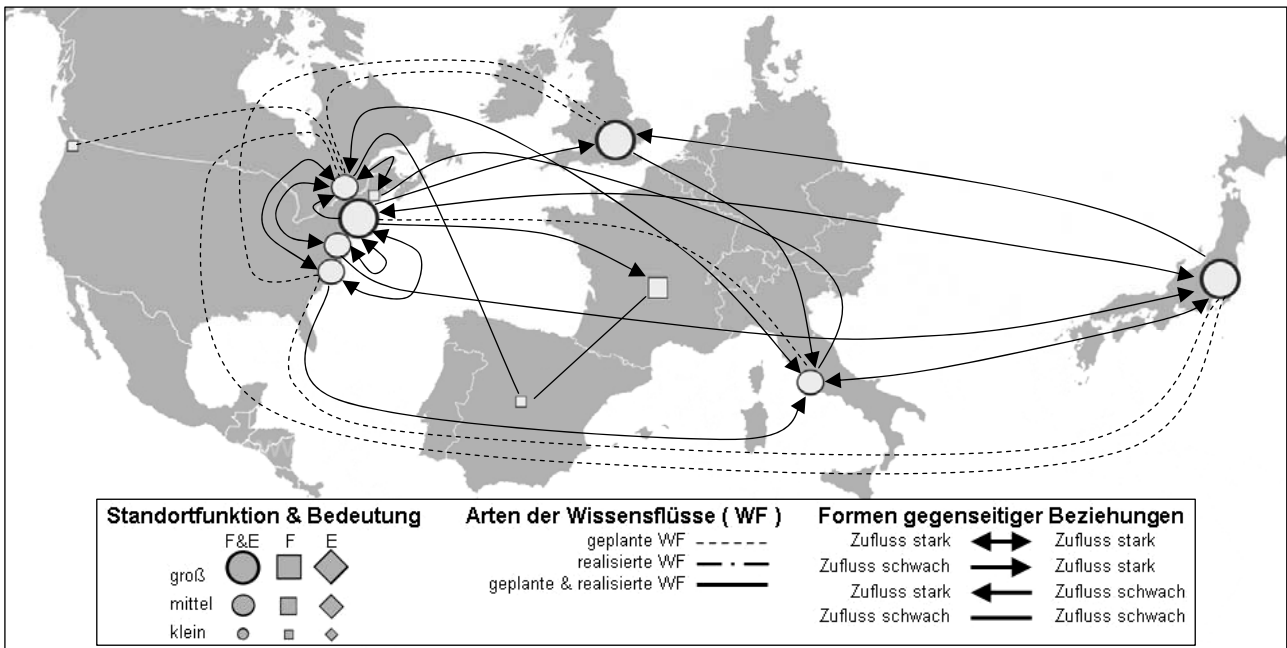 Standortfunktion & Bedeutung
F&E F E
groß
mittel
klein
Arten der Wissensflüsse ( WF )
geplante WF
realisierte WF
geplante & realisierte WF
Formen gegenseitiger Beziehungen
Zufluss stark Zufluss stark
Zufluss schwach Zufluss stark
Zufluss stark Zufluss schwach
Zufluss schwach Zufluss schwach